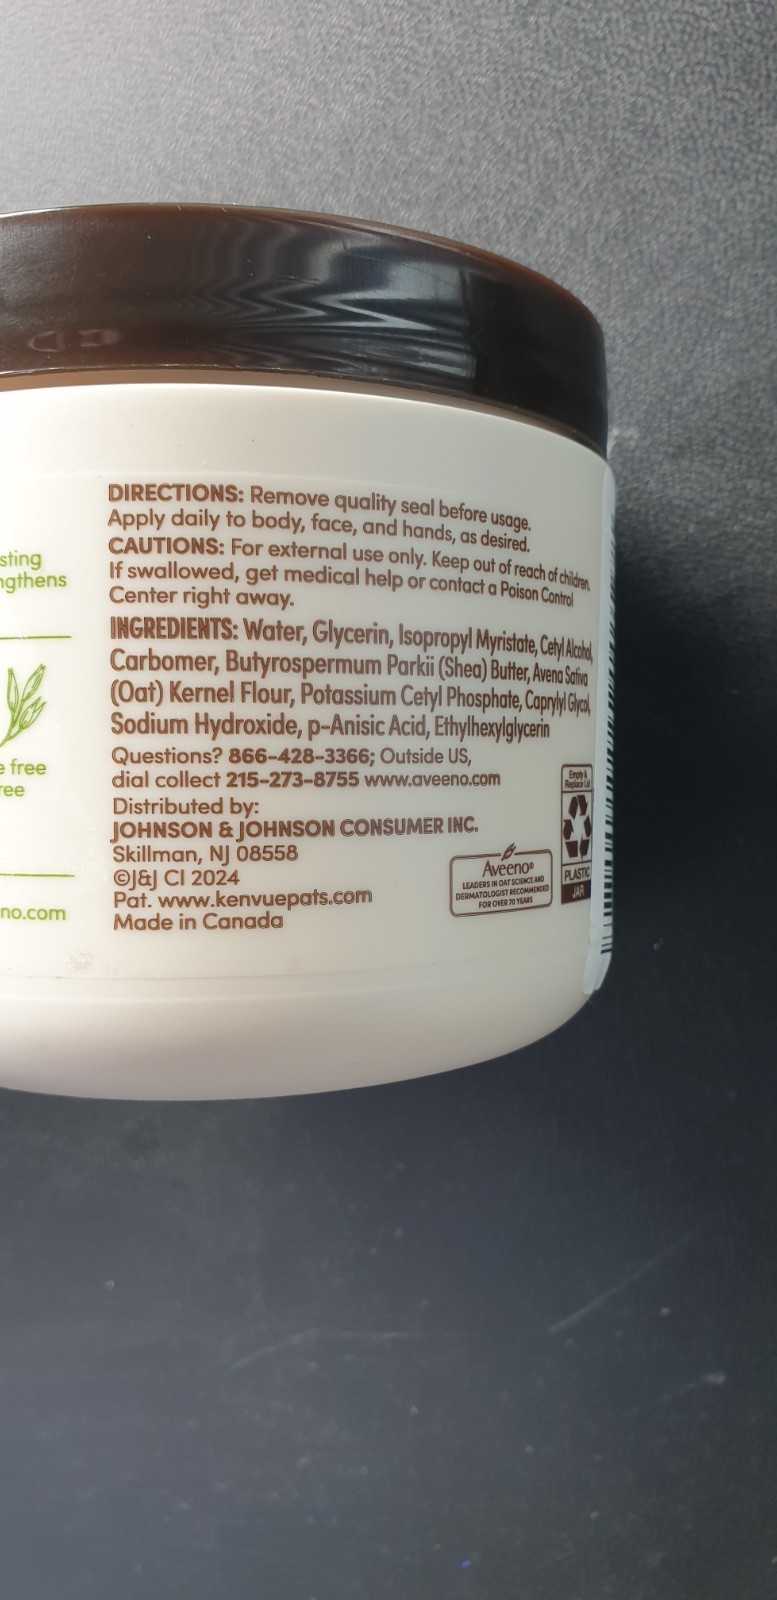 sting
ngthens
e free
ree
no.com
DIRECTIONS: Remove quality seal before usage.
Apply daily to body, face, and hands, as desired.
CAUTIONS: For external use only. Keep out of reach of children.
If swallowed, get medical help or contact a Poison Control
Center right away.
INGREDIENTS: Water, Glycerin, Isopropyl Myristate, Cetyl Alcohol,
Carbomer, Butyrospermum Parkii (Shea) Butter, Avena Sativa
(Oat) Kernel Flour, Potassium Cetyl Phosphate, Caprylyl Glycol,
Sodium Hydroxide, p-Anisic Acid, Ethylhexylglycerin
Questions? 866-428-3366; Outside US,
dial collect 215-273-8755 www.aveeno.com
Distributed by:
JOHNSON & JOHNSON CONSUMER INC.
Skillman, NJ 08558
©J&J CI 2024
Pat. www.kenvuepats.com
Made in Canada
Aveeno®
LEADERS IN OAT SCIENCE AND
DERMATOLOGIST RECOMMENDED
FOR OVER 70 YEARS
Empty &
Replace Lid
PLASTIC
JAR